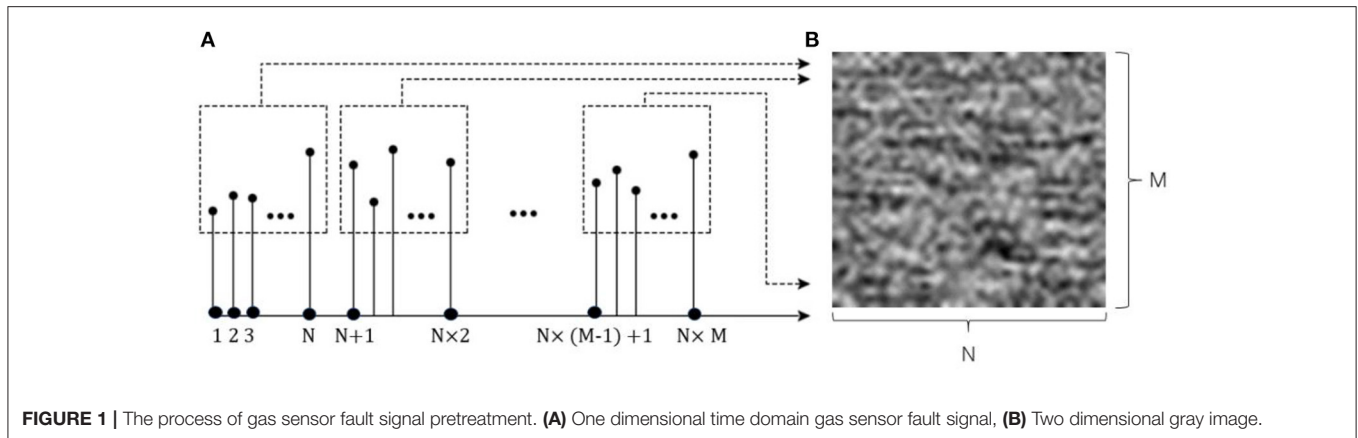 A
B
1 2 3 N N+1 N×2 N× (M-1) +1 N× M
M
N
FIGURE 1 | The process of gas sensor fault signal pretreatment. (A) One dimensional time domain gas sensor fault signal, (B) Two dimensional gray image.